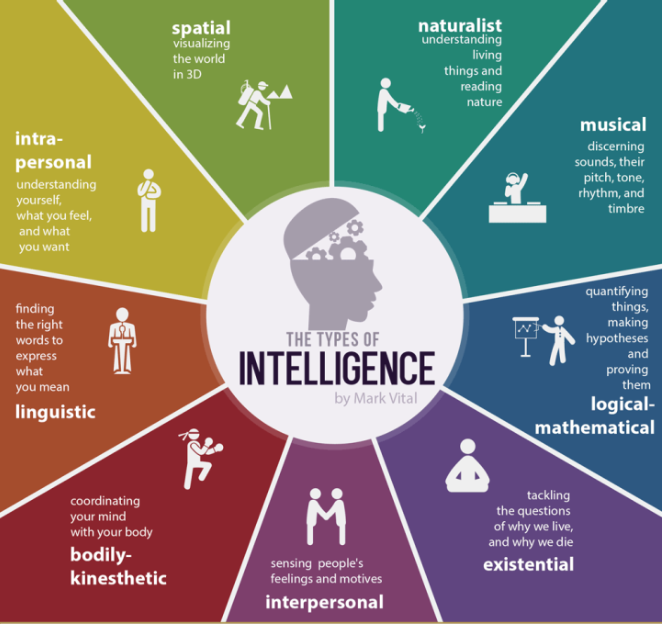 spatial
visualizing
the world
in 3D
naturalist
understanding
living
things and
reading
nature
musical
discerning
sounds, their
pitch, tone,
rhythm, and
timbre
quantifying
things,
making
hypotheses
and
proving
them
logical-
mathematical
tackling
the questions
of why we live,
and why we die
existential
sensing people's
feelings and motives
interpersonal
coordinating
your mind
with your body
bodily-
kinesthetic
finding
the right
words to
express
what
you mean
linguistic
intra-
personal
understanding
yourself,
what you feel,
and what
you want
THE TYPES OF
INTELLIGENCE
by Mark Vital